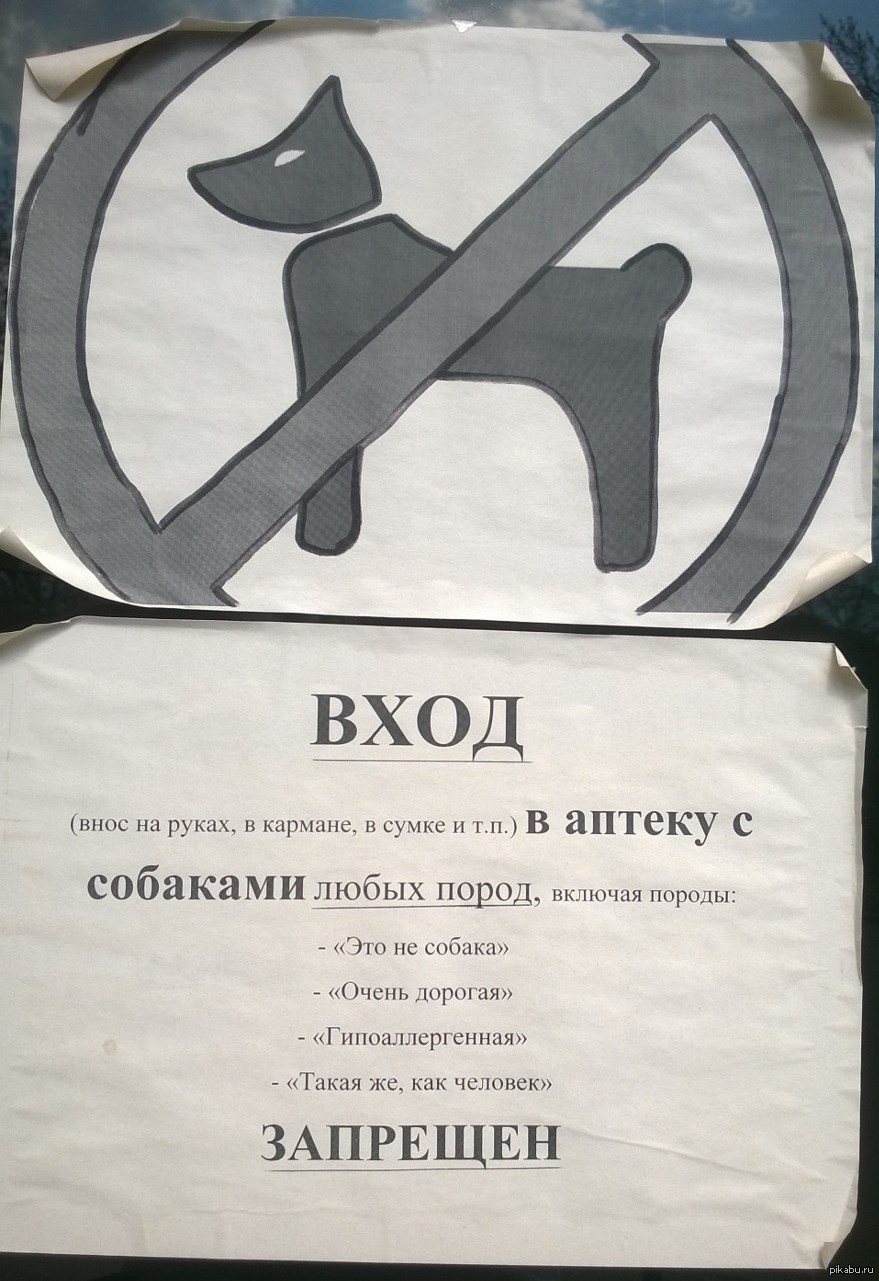 ВХОД
(внос на руках, в кармане, в сумке и т.п.) в аптеку с
собаками любых пород, включая породы:
- «Это не собака»
- «Очень дорогая»
- «Гипоаллергенная»
- «Такая же, как человек»
ЗАПРЕЩЕН
pikabu.ru